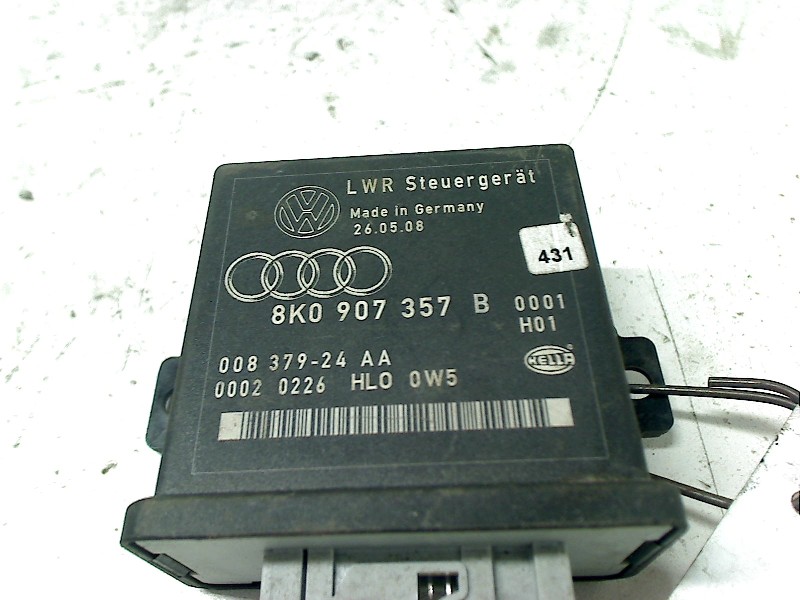 LWR Steuergerät
Made in Germany
26.05.08
431
8K0 907 357 B 0001
H01
008 379-24 AA
0002 0226 HLO 0W5
HELLA